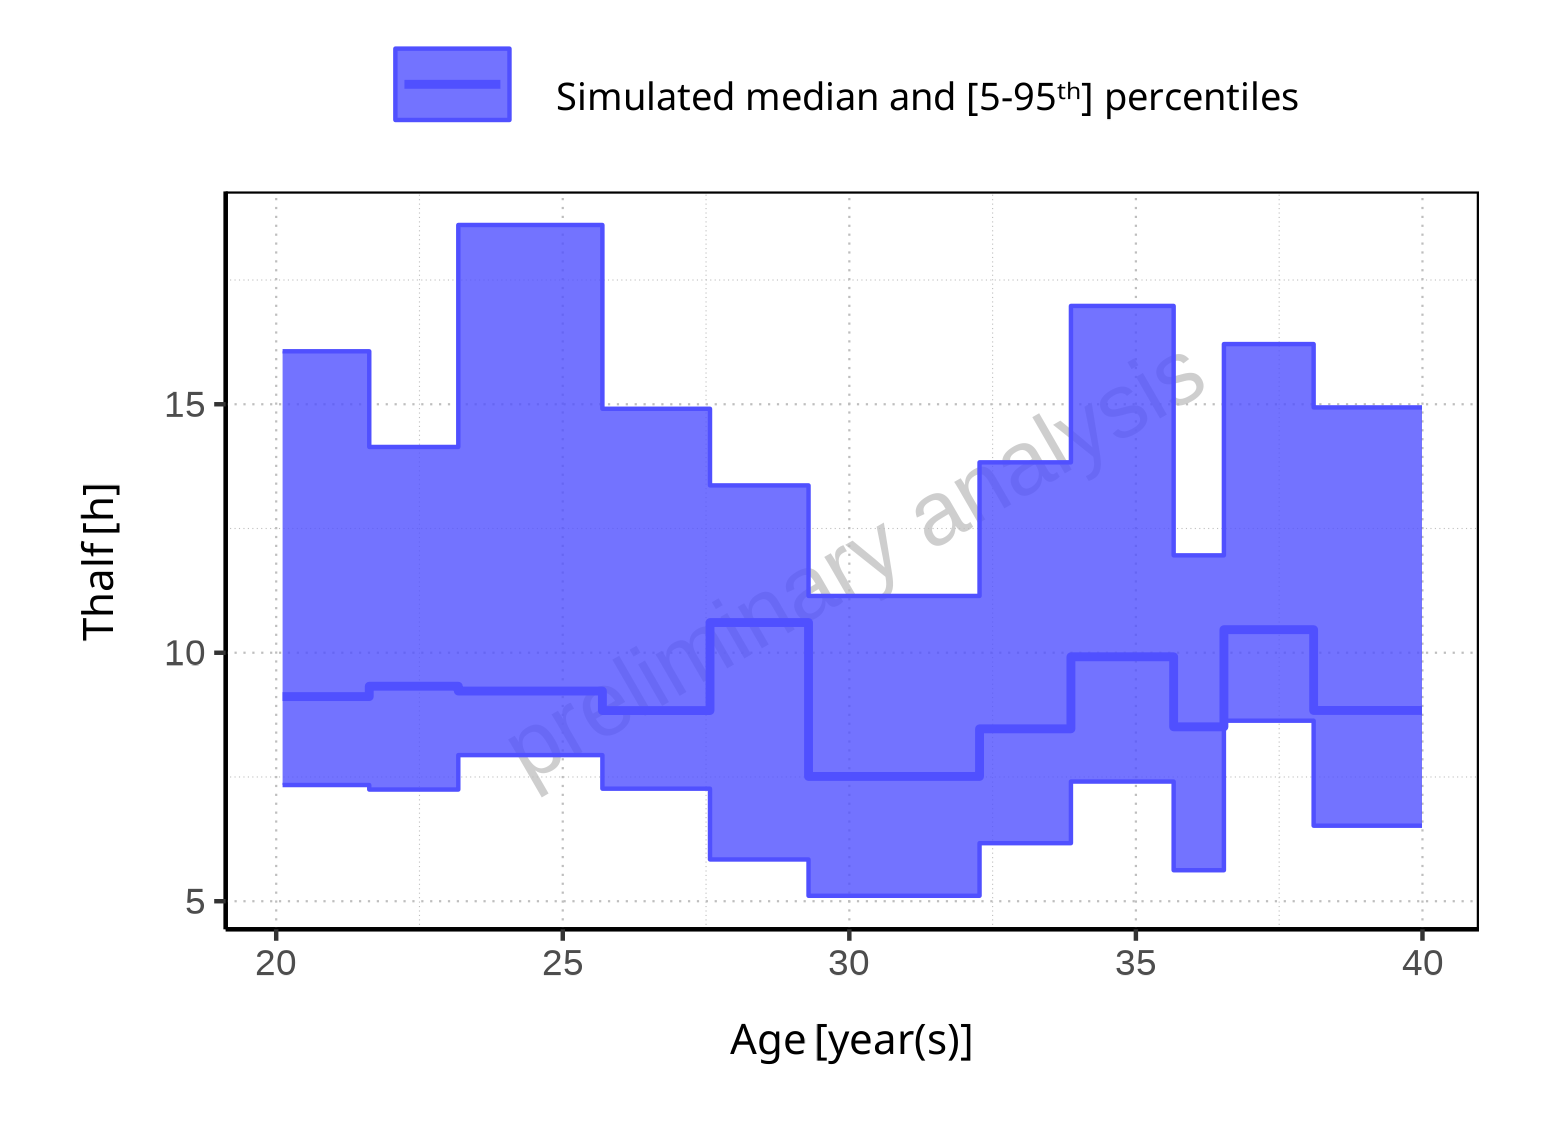 Simulated median and [5-95ᵗʰ] percentiles
15
10
5
Thalf [h]
preliminary analysis
20 25 30 35 40
Age [year(s)]